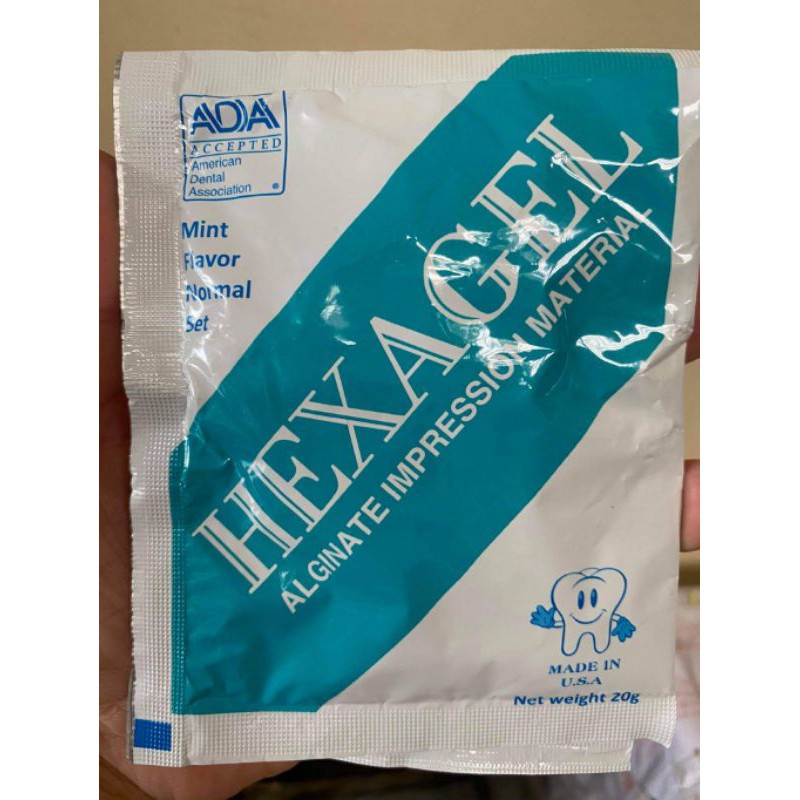 ADA
ACCEPTED
American
Dental
Association ®
Mint
Flavor
Normal
Set
HEXAGEL
ALGINATE IMPRESSION MATERIAL
MADE IN
U.S.A
Net weight 20g